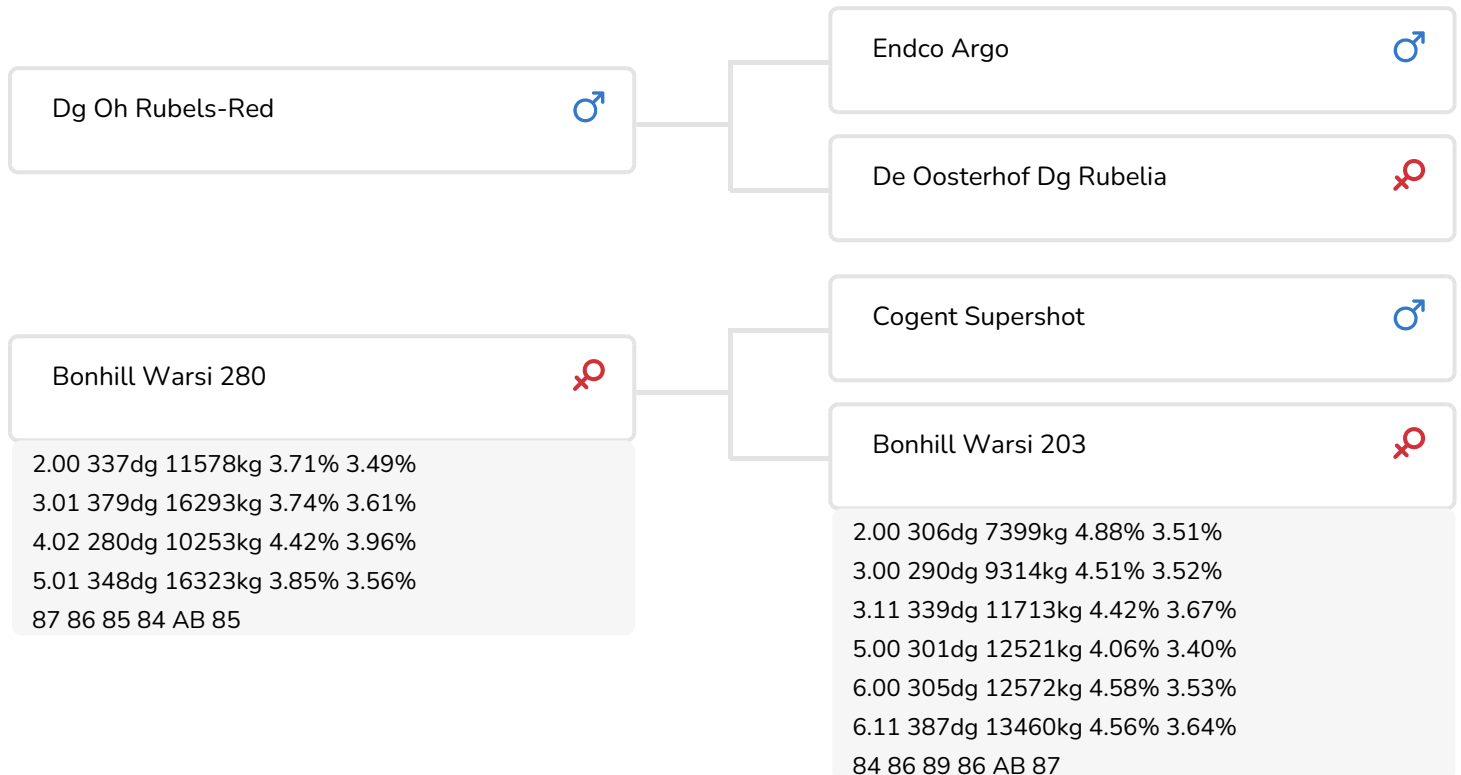 Dg Oh Rubels-Red
Endco Argo
De Oosterhof Dg Rubelia
Bonhill Warsi 280
2.00 337dg 11578kg 3.71% 3.49%
3.01 379dg 16293kg 3.74% 3.61%
4.02 280dg 10253kg 4.42% 3.96%
5.01 348dg 16323kg 3.85% 3.56%
87 86 85 84 AB 85
Cogent Supershot
Bonhill Warsi 203
2.00 306dg 7399kg 4.88% 3.51%
3.00 290dg 9314kg 4.51% 3.52%
3.11 339dg 11713kg 4.42% 3.67%
5.00 301dg 12521kg 4.06% 3.40%
6.00 305dg 12572kg 4.58% 3.53%
6.11 387dg 13460kg 4.56% 3.64%
84 86 89 86 AB 87